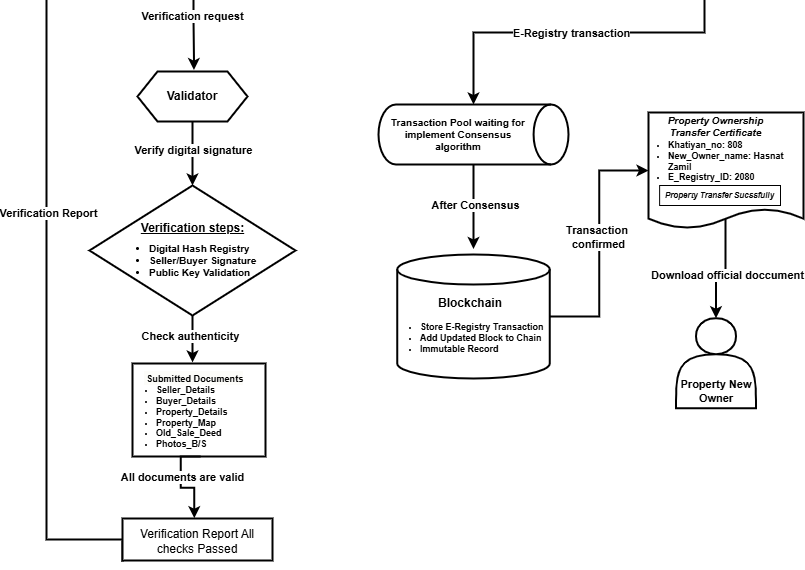 Verification request
Validator
Verify digital signature
Verification Report
Verification steps:
• Digital Hash Registry
• Seller/Buyer Signature
• Public Key Validation
Check authenticity
Submitted Documents
• Seller_Details
• Buyer_Details
• Property_Details
• Property_Map
• Old_Sale_Deed
• Photos_B/S
All documents are valid
Verification Report All
checks Passed
E-Registry transaction
Transaction Pool waiting for
implement Consensus
algorithm
After Consensus
Blockchain
• Store E-Registry Transaction
• Add Updated Block to Chain
• Immutable Record
Transaction
confirmed
Property Ownership
Transfer Certificate
• Khatiyan_no: 808
• New_Owner_name: Hasnat
Zamil
• E_Registry_ID: 2080
Property Transfer Sucssfully
Download official doccument
Property New
Owner